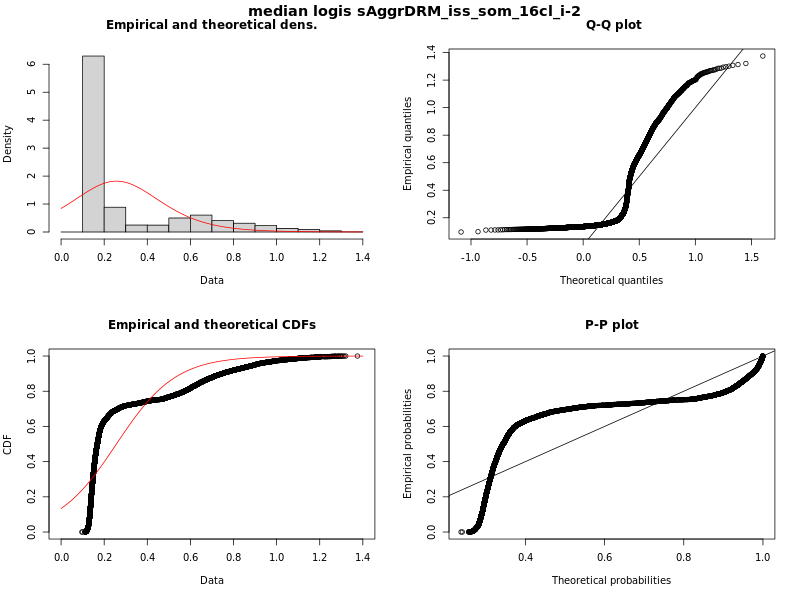 median logis sAggrDRM_iss_som_16cl_i-2
Empirical and theoretical dens.
Density
0 1 2 3 4 5 6
0.0 0.2 0.4 0.6 0.8 1.0 1.2 1.4
Data
Q-Q plot
Empirical quantiles
0.2 0.4 0.6 0.8 1.0 1.2 1.4
-1.0 -0.5 0.0 0.5 1.0 1.5
Theoretical quantiles
Empirical and theoretical CDFs
CDF
0.0 0.2 0.4 0.6 0.8 1.0
0.0 0.2 0.4 0.6 0.8 1.0 1.2 1.4
Data
P-P plot
Empirical probabilities
0.0 0.2 0.4 0.6 0.8 1.0
0.4 0.6 0.8 1.0
Theoretical probabilities